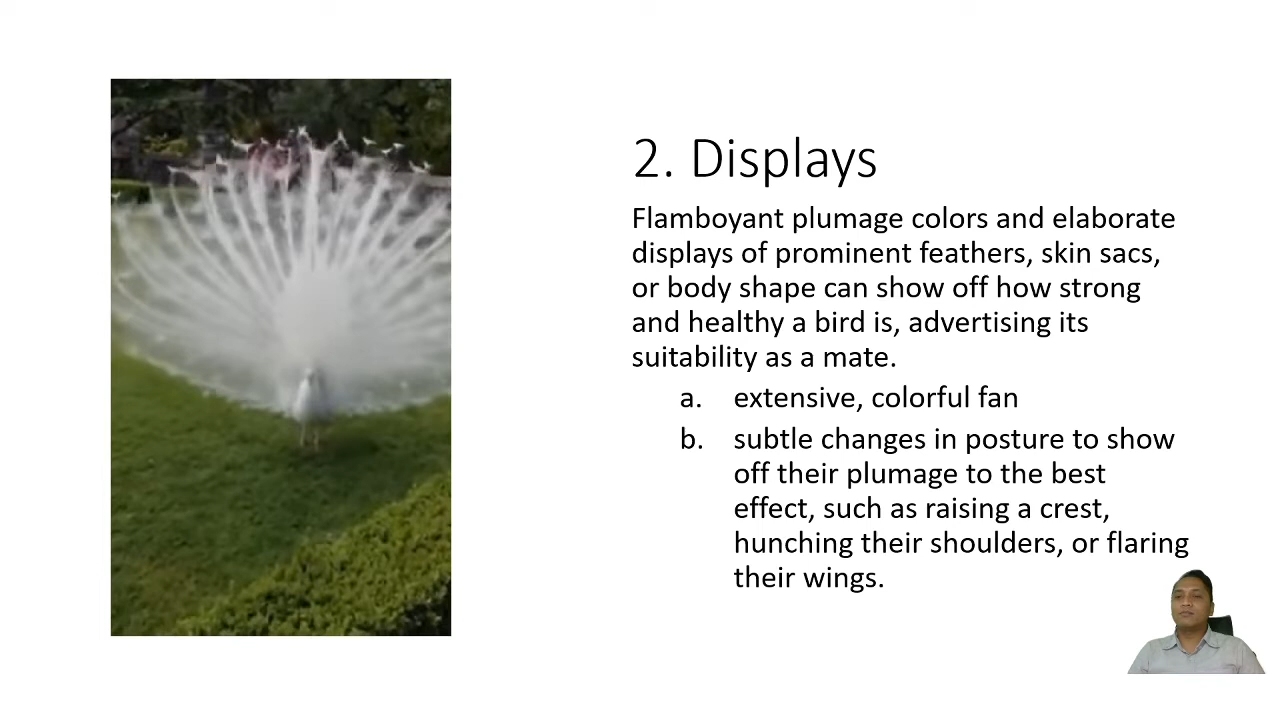 2. Displays
Flamboyant plumage colors and elaborate
displays of prominent feathers, skin sacs,
or body shape can show off how strong
and healthy a bird is, advertising its
suitability as a mate.
a. extensive, colorful fan
b. subtle changes in posture to show
off their plumage to the best
effect, such as raising a crest,
hunching their shoulders, or flaring
their wings.